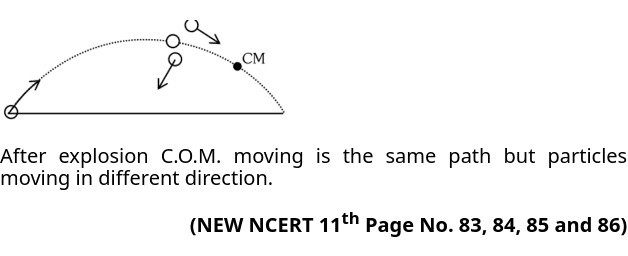 CM
After explosion C.O.M. moving is the same path but particles
moving in different direction.
(NEW NCERT 11th Page No. 83, 84, 85 and 86)